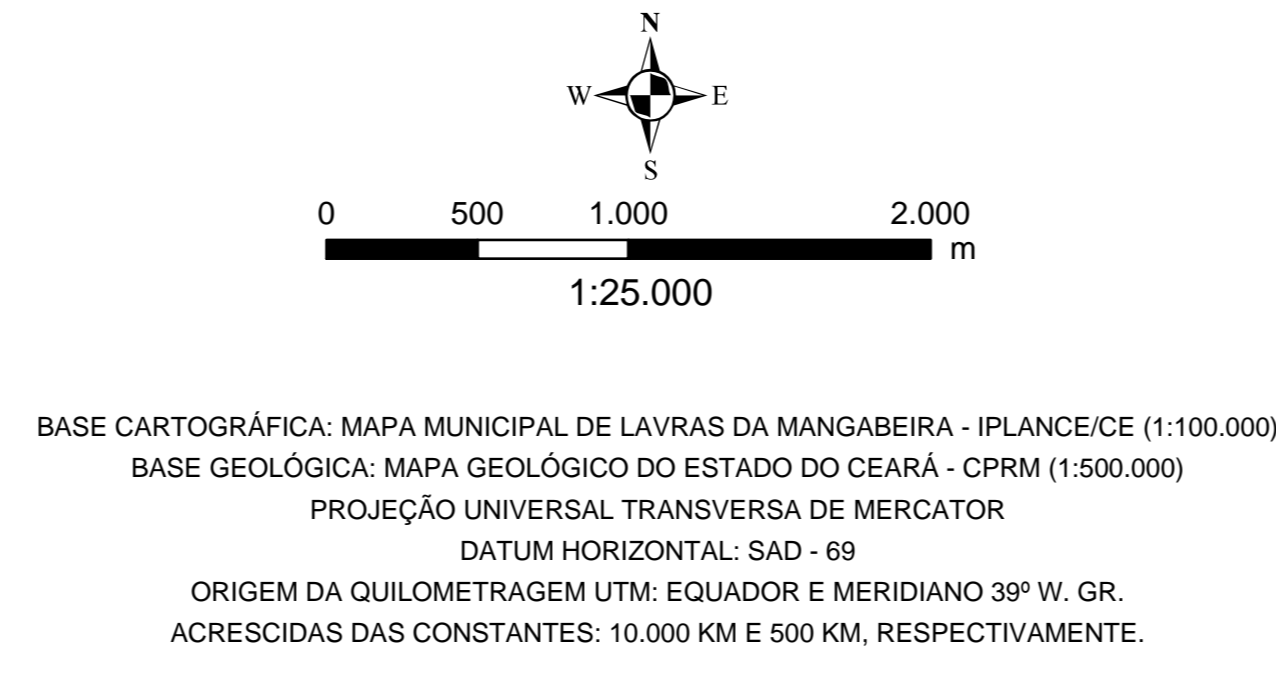 N
W E
S
0 500 1.000 2.000
m
1:25.000
BASE CARTOGRÁFICA: MAPA MUNICIPAL DE LAVRAS DA MANGABEIRA - IPLANCE/CE (1:100.000)
BASE GEOLÓGICA: MAPA GEOLÓGICO DO ESTADO DO CEARÁ - CPRM (1:500.000)
PROJEÇÃO UNIVERSAL TRANSVERSA DE MERCATOR
DATUM HORIZONTAL: SAD - 69
ORIGEM DA QUILOMETRAGEM UTM: EQUADOR E MERIDIANO 39º W. GR.
ACRESCIDAS DAS CONSTANTES: 10.000 KM E 500 KM, RESPECTIVAMENTE.